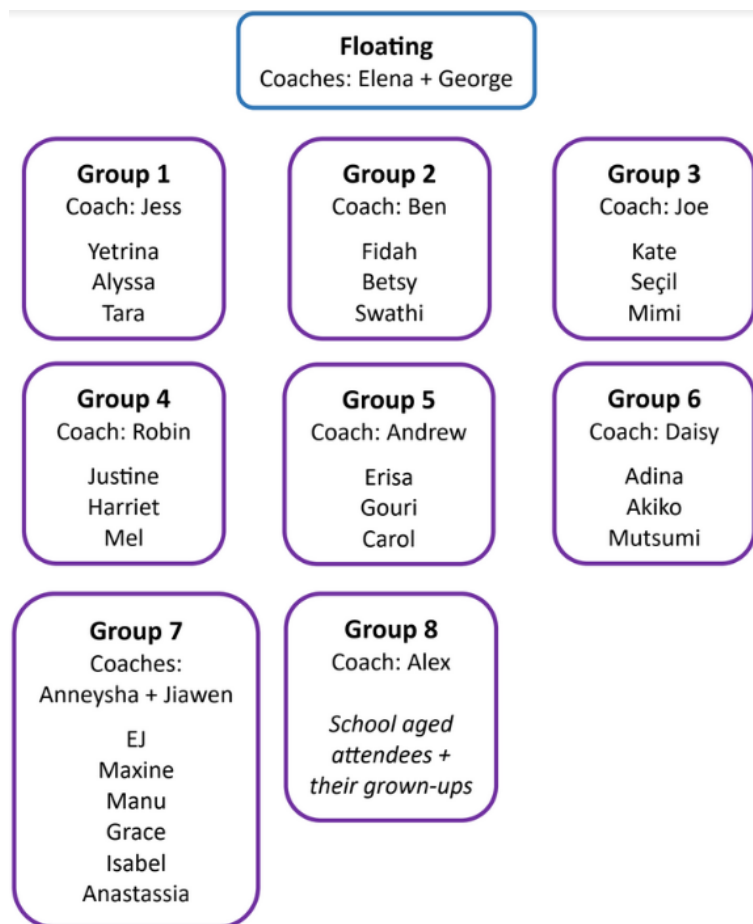 Floating
Coaches: Elena + George
Group 1
Coach: Jess
Yetrina
Alyssa
Tara
Group 2
Coach: Ben
Fidah
Betsy
Swathi
Group 3
Coach: Joe
Kate
Seçil
Mimi
Group 4
Coach: Robin
Justine
Harriet
Mel
Group 5
Coach: Andrew
Erisa
Gouri
Carol
Group 6
Coach: Daisy
Adina
Akiko
Mutsumi
Group 7
Coaches:
Anneysha + Jiawen
EJ
Maxine
Manu
Grace
Isabel
Anastassia
Group 8
Coach: Alex
School aged
attendees +
their grown-ups